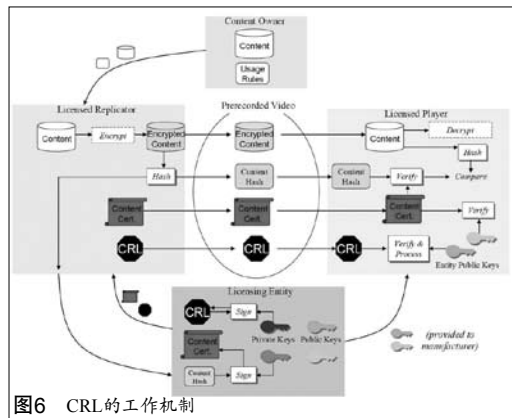 Content Owner
Content
Usage
Rules
Licensed Replicator
Prerecorded Video
Licensed Player
Content
Encrypt
Encrypted
Content
Encrypted
Content
Content
Decrypt
Hash
Hash
Content
Hash
Content
Hash
Verify
Compare
Content
Cert.
Content
Cert.
Content
Cert.
Verify
CRL
CRL
CRL
Verify &
Process
Entity Public Keys
Licensing Entity
CRL
Sign
Private Keys
Public Keys
Content
Cert.
Content
Hash
Sign
(provided to
manufacturer)
图6 CRL的工作机制